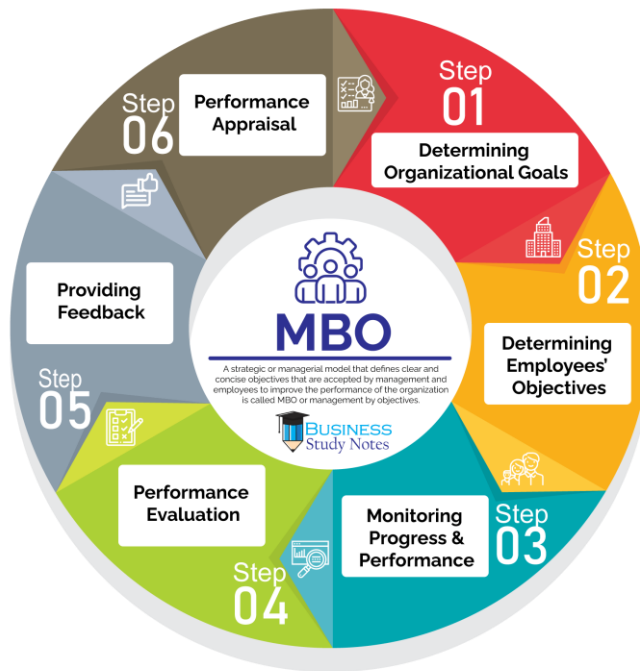 Step
01
Determining
Organizational Goals
Step
02
Determining
Employees'
Objectives
Step
03
Monitoring
Progress &
Performance
Step
04
Performance
Evaluation
Step
05
Providing
Feedback
Step
06
Performance
Appraisal
MBO
A strategic or managerial model that defines clear and
concise objectives that are accepted by management and
employees to improve the performance of the organization
is called MBO or management by objectives.
BUSINESS
Study Notes